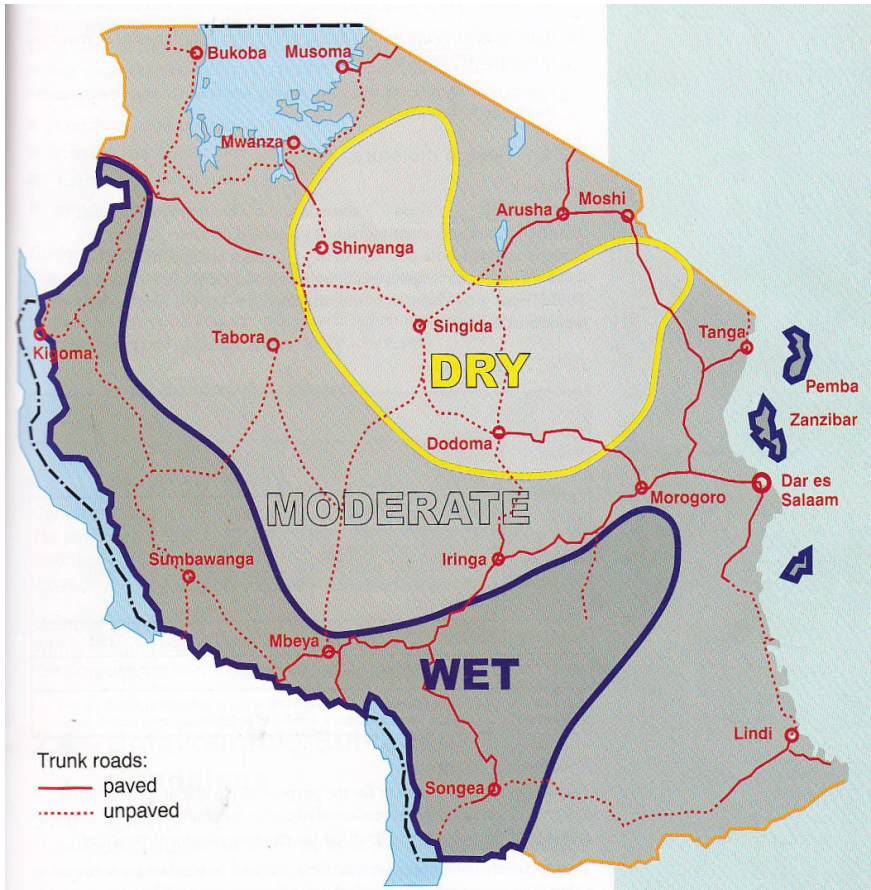 Bukoba
Musoma
Mwanza
Arusha
Moshi
Shinyanga
Singida
Tabora
Kigoma
Tanga
DRY
Pemba
Zanzibar
Dodoma
Dar es
Salaam
Morogoro
MODERATE
Iringa
Sumbawanga
Mbeya
WET
Lindi
Songea
Trunk roads:
paved
unpaved